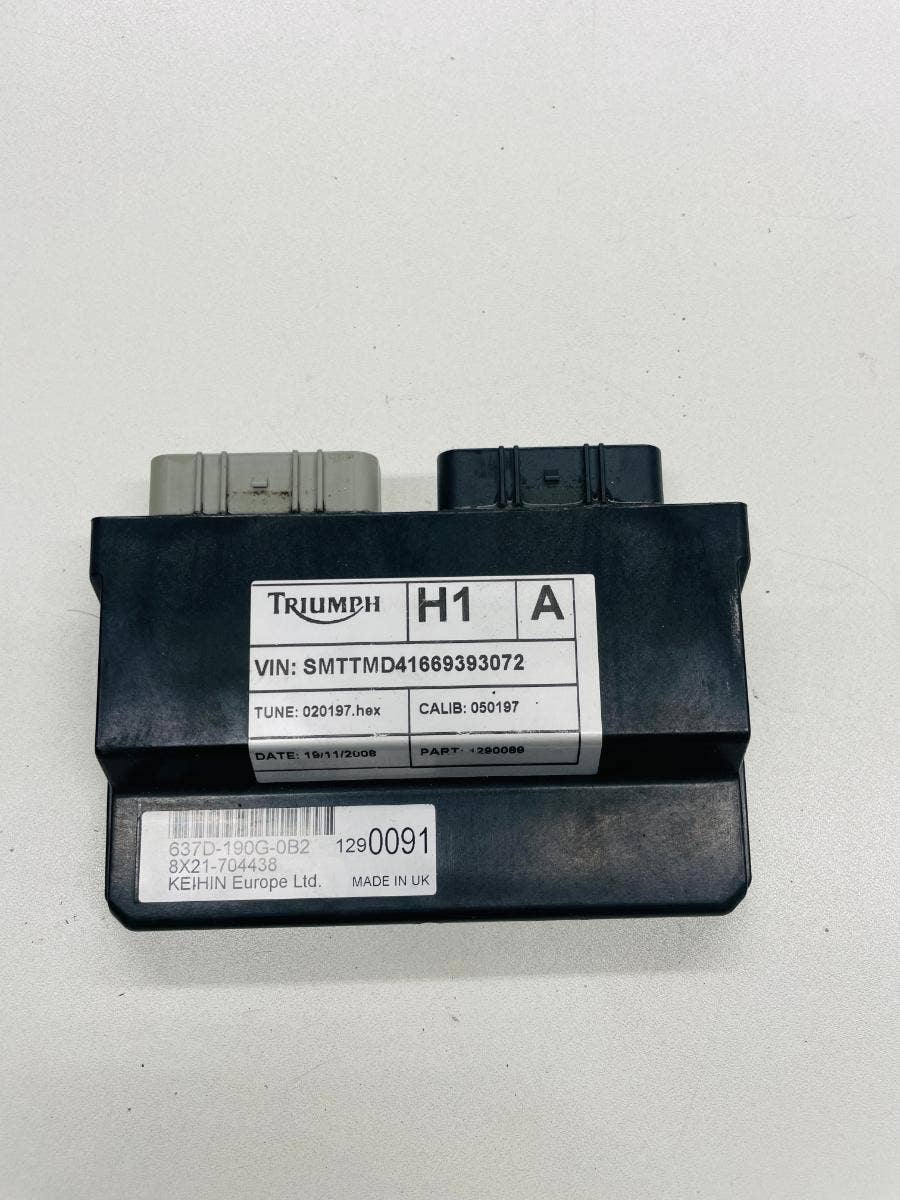 TRIUMPH H1 A
VIN: SMTTMD41669393072
TUNE: 020197.hex CALIB: 050197
DATE: 19/11/2008 PART: 1290089
637D-190G-0B2 1290091
8X21-704438
KEIHIN Europe Ltd. MADE IN UK